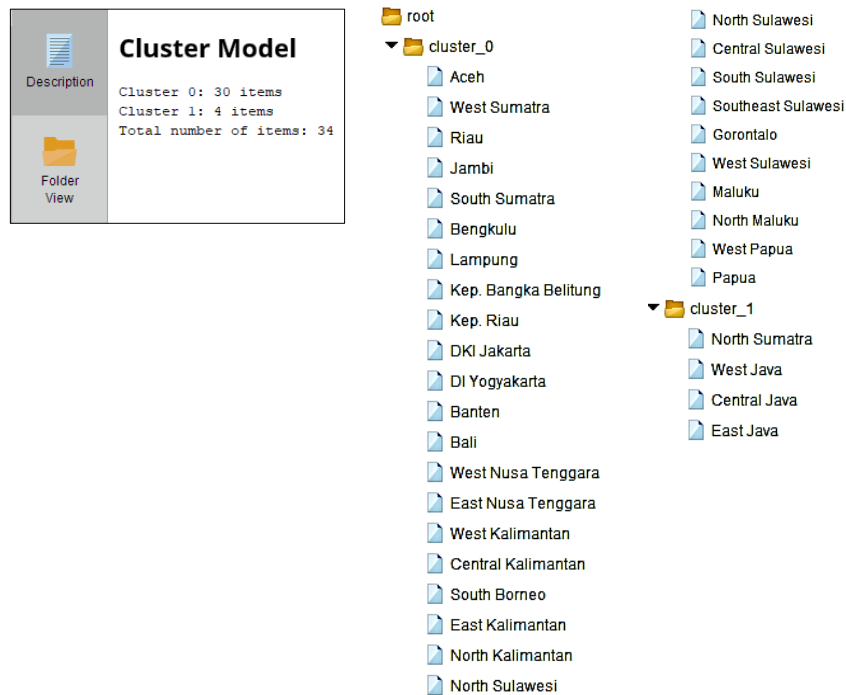 Description
Folder
View
Cluster Model
Cluster 0: 30 items
Cluster 1: 4 items
Total number of items: 34
root
cluster_0
Aceh
West Sumatra
Riau
Jambi
South Sumatra
Bengkulu
Lampung
Kep. Bangka Belitung
Kep. Riau
DKI Jakarta
DI Yogyakarta
Banten
Bali
West Nusa Tenggara
East Nusa Tenggara
West Kalimantan
Central Kalimantan
South Borneo
East Kalimantan
North Kalimantan
North Sulawesi
North Sulawesi
Central Sulawesi
South Sulawesi
Southeast Sulawesi
Gorontalo
West Sulawesi
Maluku
North Maluku
West Papua
Papua
cluster_1
North Sumatra
West Java
Central Java
East Java